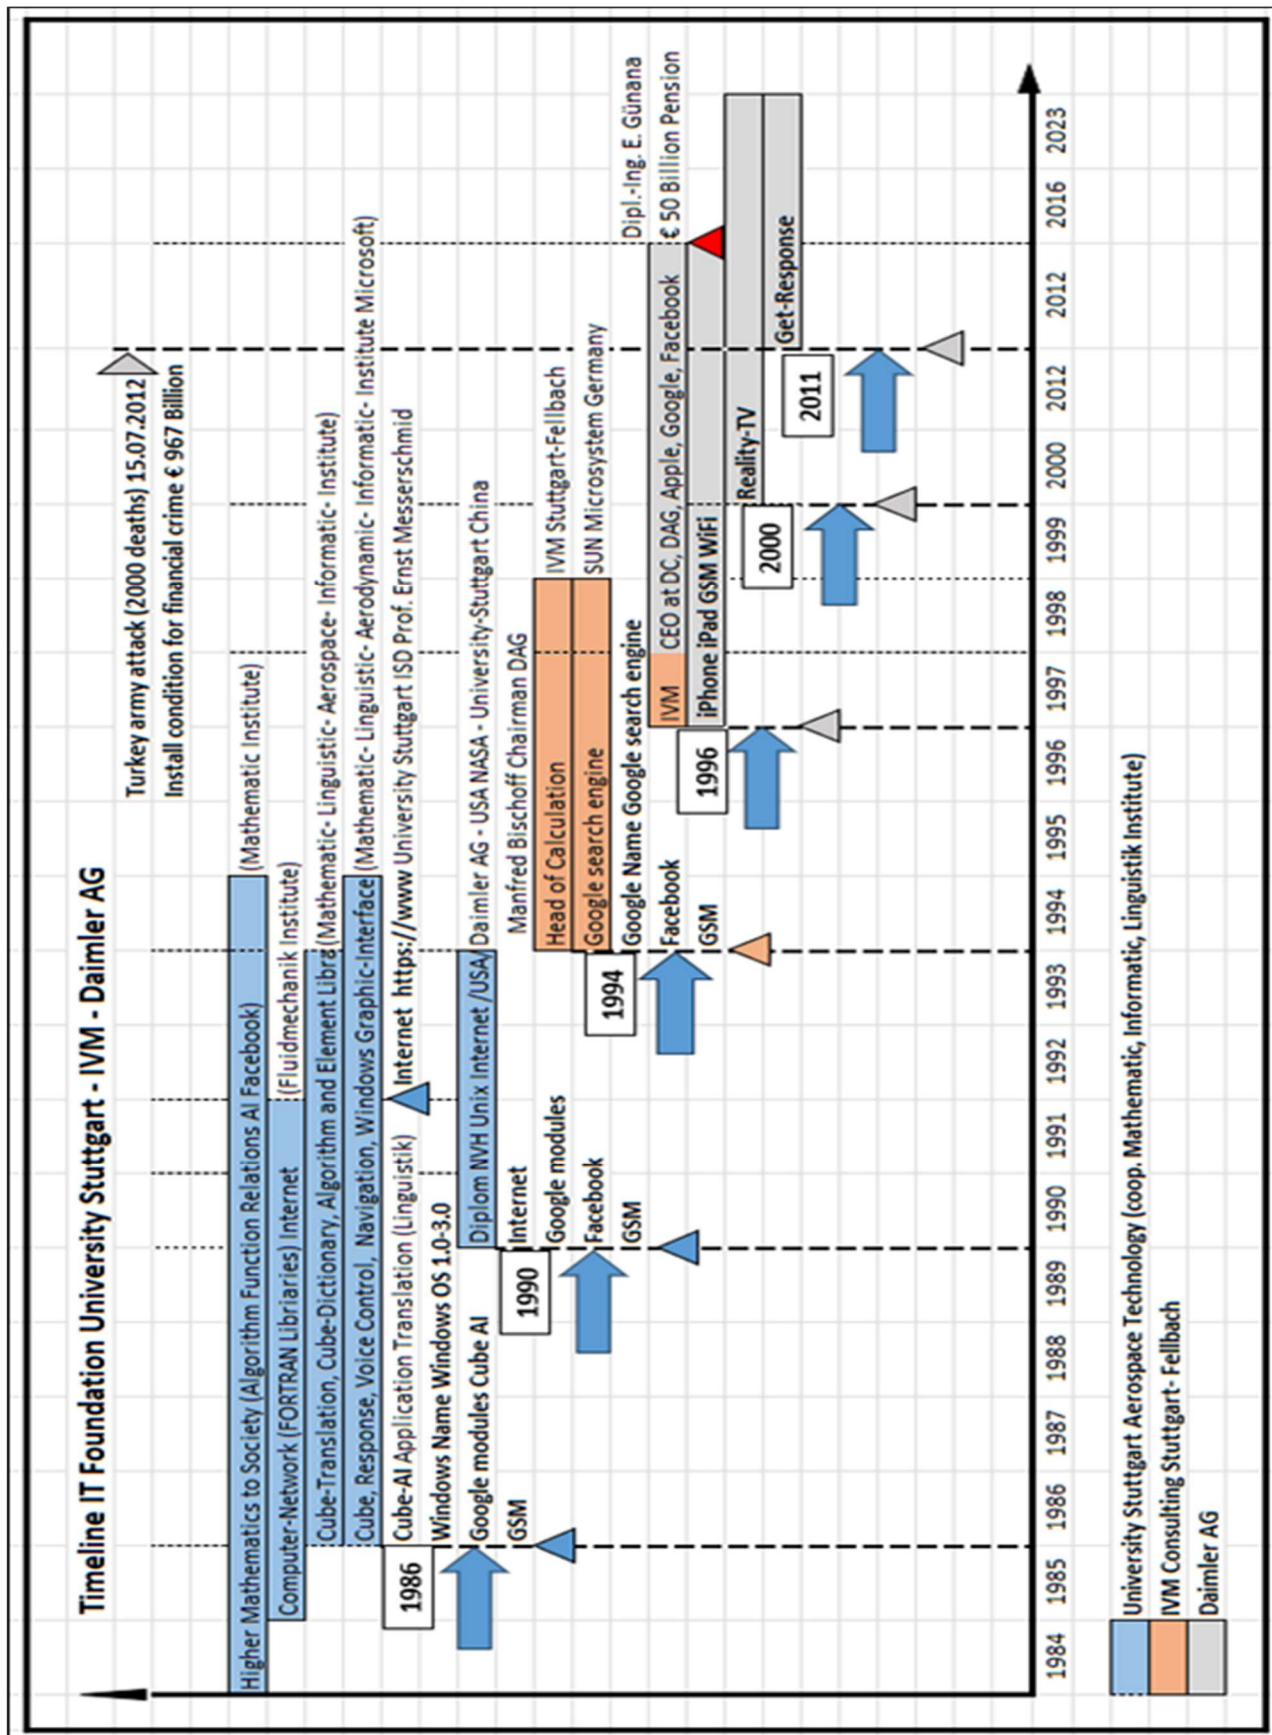 Timeline IT Foundation University Stuttgart - IVM - Daimler AG
Turkey army attack (2000 deaths) 15.07.2012
Install condition for financial crime € 967 Billion
Higher Mathematics to Society (Algorithm Function Relations AI Facebook)
(Mathematic Institute)
Computer-Network (FORTRAN Libriaries) Internet
(Fluidmechanik Institute)
Cube-Translation, Cube-Dictionary, Algorithm and Element Libra
(Mathematic- Linguistic- Aerospace- Informatic- Institute)
Cube, Response, Voice Control, Navigation, Windows Graphic-Interface
(Mathematic- Linguistic- Aerodynamic- Informatic- Institute Microsoft)
1986
Cube-AI Application Translation (Linguistik)
Internet https://www University Stuttgart ISD Prof. Ernst Messerschmid
Windows Name Windows OS 1.0-3.0
Google modules Cube AI
GSM
Diplom NVH Unix Internet /USA/
Daimler AG - USA NASA - University-Stuttgart China
1990
Internet
Google modules
Facebook
GSM
Manfred Bischoff Chairman DAG
Head of Calculation
IVM Stuttgart-Fellbach
Google search engine
SUN Microsystem Germany
1994
Google Name Google search engine
Facebook
GSM
Dipl.-Ing. E. Günana
IVM
CEO at DC, DAG, Apple, Google, Facebook
€ 50 Billion Pension
1996
iPhone iPad GSM WiFi
2000
Reality-TV
2011
Get-Response
1984 1985 1986 1987 1988 1989 1990 1991 1992 1993 1994 1995 1996 1997 1998 1999 2000 2012 2012 2016 2023
University Stuttgart Aerospace Technology (coop. Mathematic, Informatic, Linguistik Institute)
IVM Consulting Stuttgart- Fellbach
Daimler AG